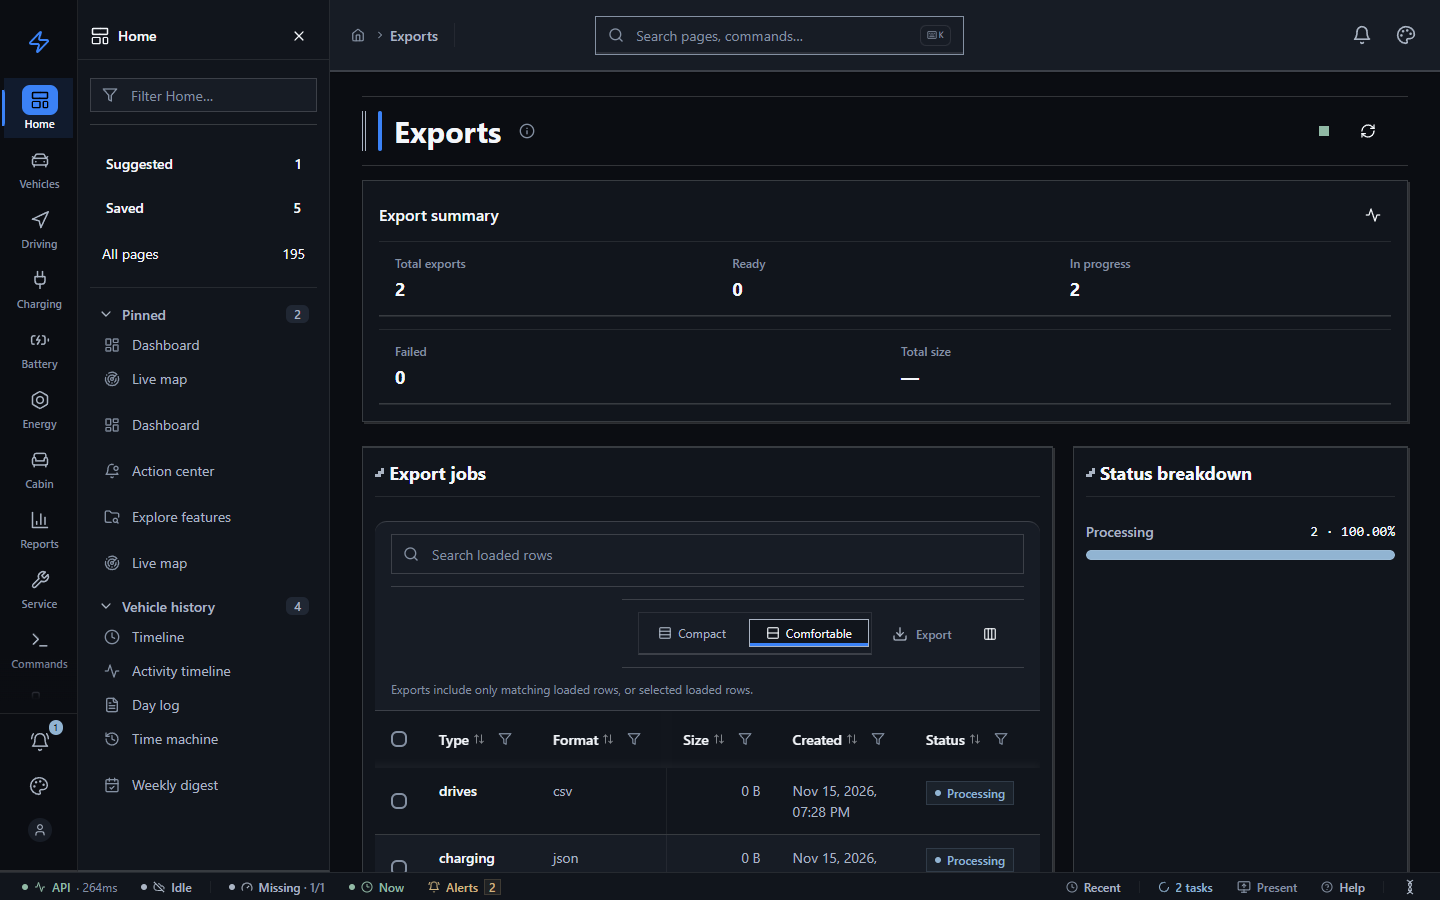 Home
Vehicles
Driving
Charging
Battery
Energy
Cabin
Reports
Service
Commands
1
Home
Filter Home...
Suggested 1
Saved 5
All pages 195
Pinned 2
Dashboard
Live map
Dashboard
Action center
Explore features
Live map
Vehicle history 4
Timeline
Activity timeline
Day log
Time machine
Weekly digest
Exports
Search pages, commands... K
Exports
Export summary
Total exports Ready In progress
2 0 2
Failed Total size
0 —
Export jobs
Search loaded rows
Compact Comfortable Export
Exports include only matching loaded rows, or selected loaded rows.
Type Format Size Created Status
drives csv 0 B Nov 15, 2026, 07:28 PM Processing
charging json 0 B Nov 15, 2026, Processing
Status breakdown
Processing 2 · 100.00%
API · 264ms Idle Missing · 1/1 Now Alerts 2 Recent 2 tasks Present Help